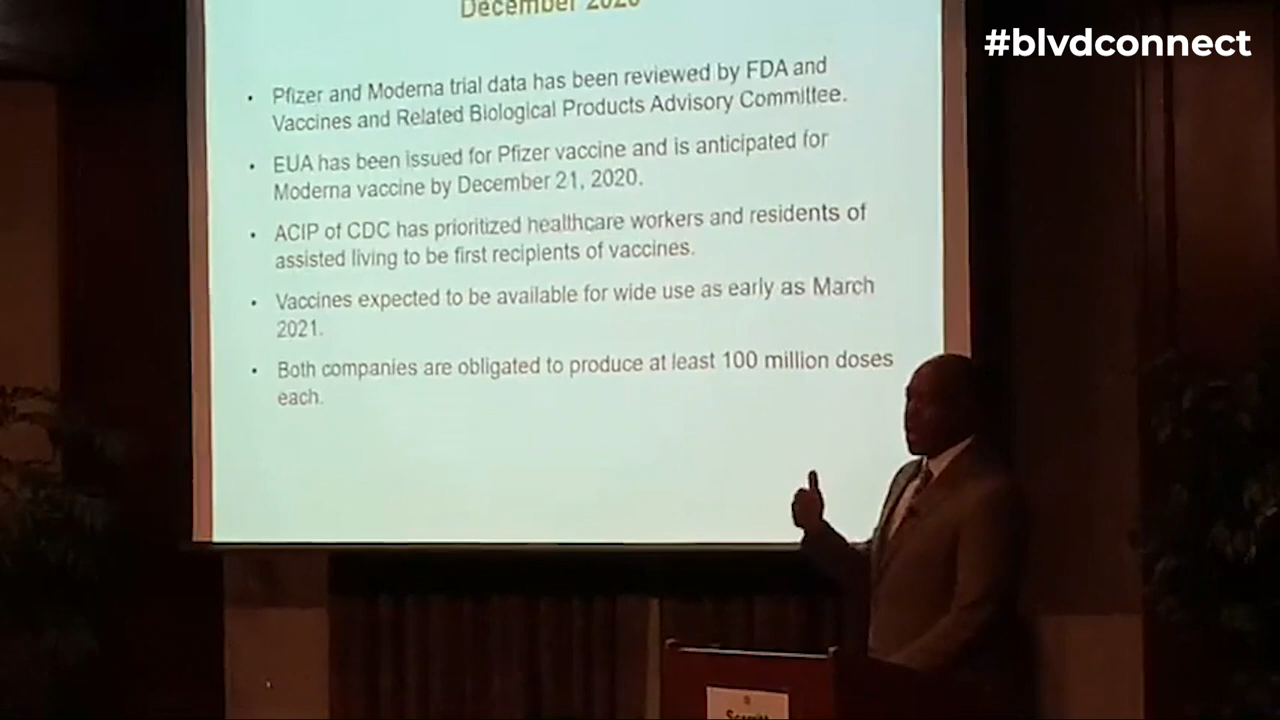 December 2020
#blvdconnect
• Pfizer and Moderna trial data has been reviewed by FDA and
Vaccines and Related Biological Products Advisory Committee.
• EUA has been issued for Pfizer vaccine and is anticipated for
Moderna vaccine by December 21, 2020.
• ACIP of CDC has prioritized healthcare workers and residents of
assisted living to be first recipients of vaccines.
• Vaccines expected to be available for wide use as early as March
2021.
• Both companies are obligated to produce at least 100 million doses
each.